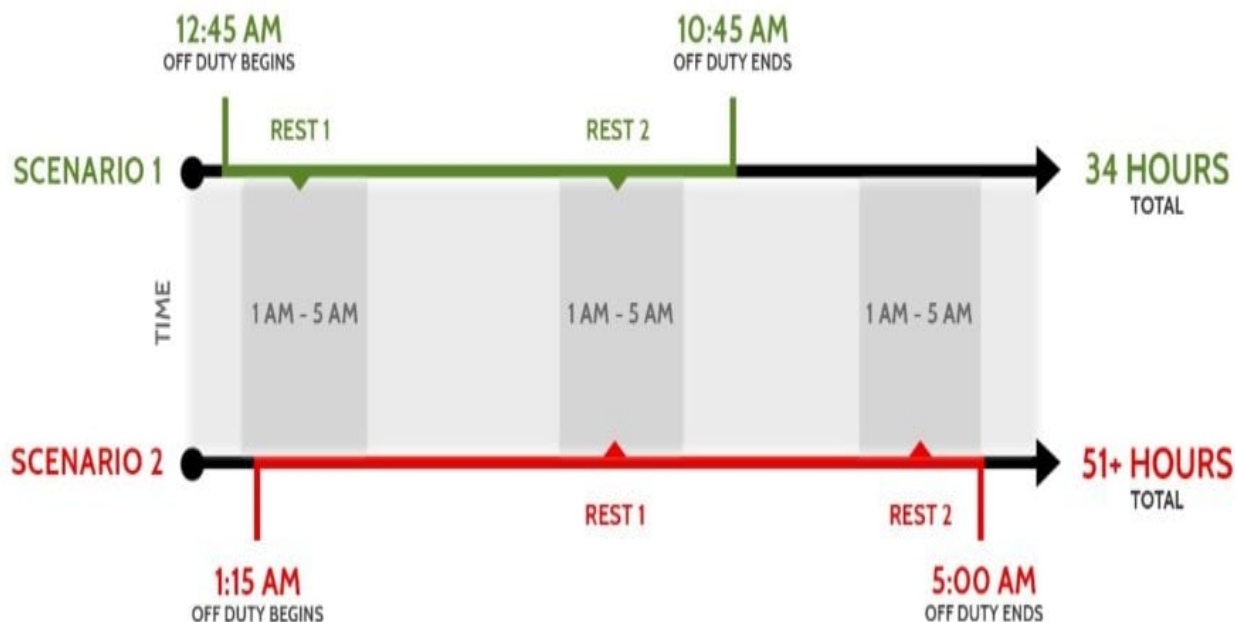 12:45 AM
OFF DUTY BEGINS
10:45 AM
OFF DUTY ENDS
REST 1
REST 2
SCENARIO 1
34 HOURS
TOTAL
TIME
1 AM - 5 AM
1 AM - 5 AM
1 AM - 5 AM
SCENARIO 2
51+ HOURS
TOTAL
REST 1
REST 2
1:15 AM
OFF DUTY BEGINS
5:00 AM
OFF DUTY ENDS